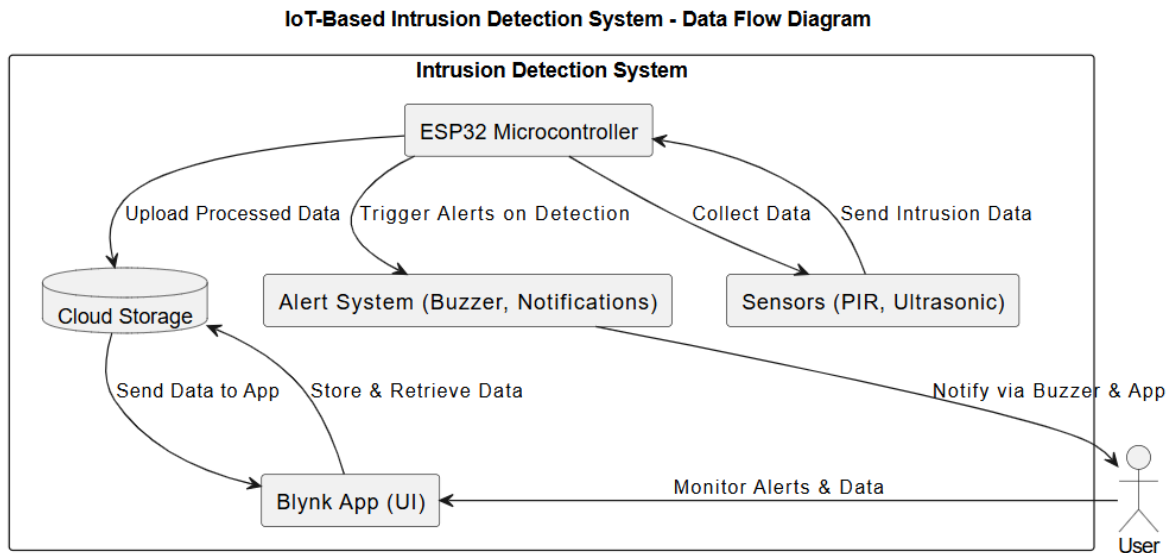 IoT-Based Intrusion Detection System - Data Flow Diagram
Intrusion Detection System
ESP32 Microcontroller
Upload Processed Data
Trigger Alerts on Detection
Collect Data
Send Intrusion Data
Cloud Storage
Alert System (Buzzer, Notifications)
Sensors (PIR, Ultrasonic)
Send Data to App
Store & Retrieve Data
Notify via Buzzer & App
Blynk App (UI)
Monitor Alerts & Data
User